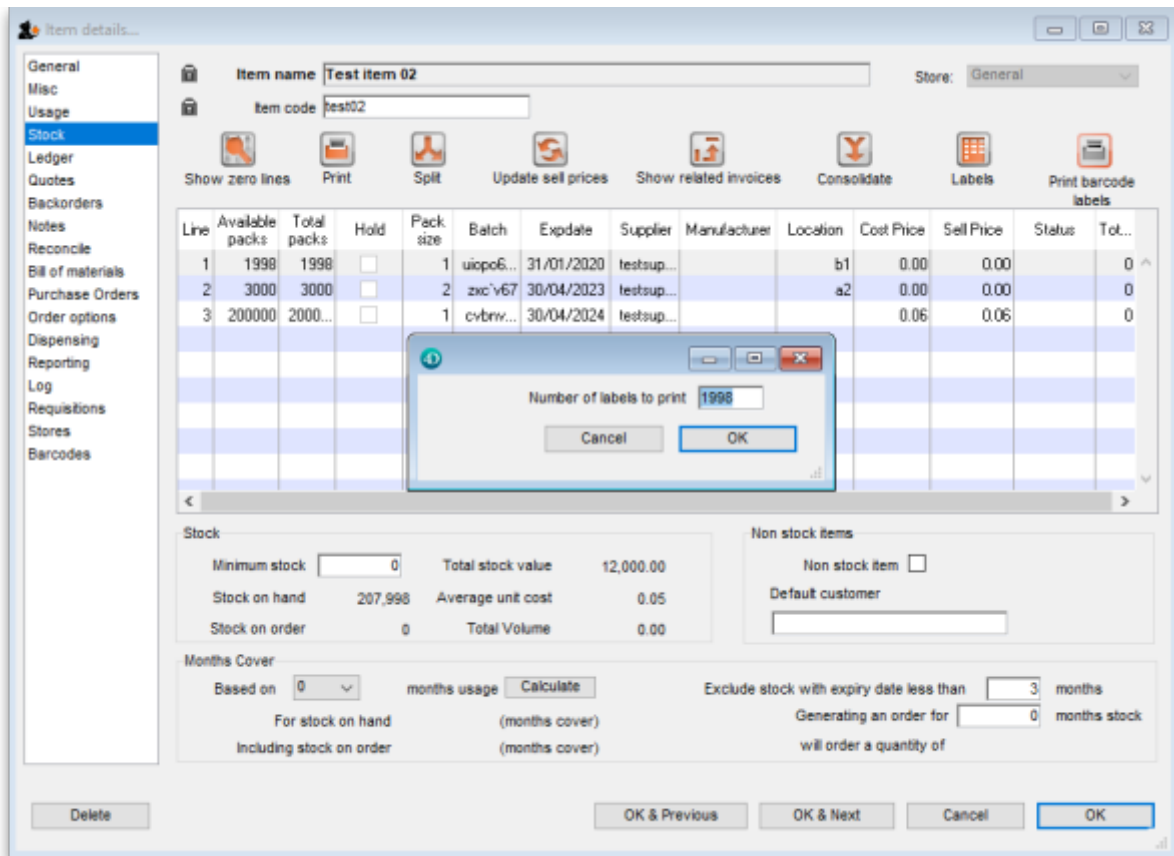 Item details...
General
Misc
Usage
Stock
Ledger
Quotes
Backorders
Notes
Reconcile
Bill of materials
Purchase Orders
Order options
Dispensing
Reporting
Log
Requisitions
Stores
Barcodes
Item name Test item 02 Store: General
Item code test02
Show zero lines Print Split Update sell prices Show related invoices Consolidate Labels Print barcode labels
Line Available packs Total packs Hold Pack size Batch Expdate Supplier Manufacturer Location Cost Price Sell Price Status Tot...
1 1998 1998 1 uiopo6... 31/01/2020 testsup... b1 0.00 0.00 0
2 3000 3000 2 zxc`v67 30/04/2023 testsup... a2 0.00 0.00 0
3 200000 2000... 1 cvbnv... 30/04/2024 testsup... 0.06 0.06 0
Number of labels to print 1998
Cancel OK
Stock
Minimum stock 0 Total stock value 12,000.00
Stock on hand 207,998 Average unit cost 0.05
Stock on order 0 Total Volume 0.00
Non stock items
Non stock item
Default customer
Months Cover
Based on 0 months usage Calculate Exclude stock with expiry date less than 3 months
For stock on hand (months cover) Generating an order for 0 months stock
Including stock on order (months cover) will order a quantity of
Delete OK & Previous OK & Next Cancel OK